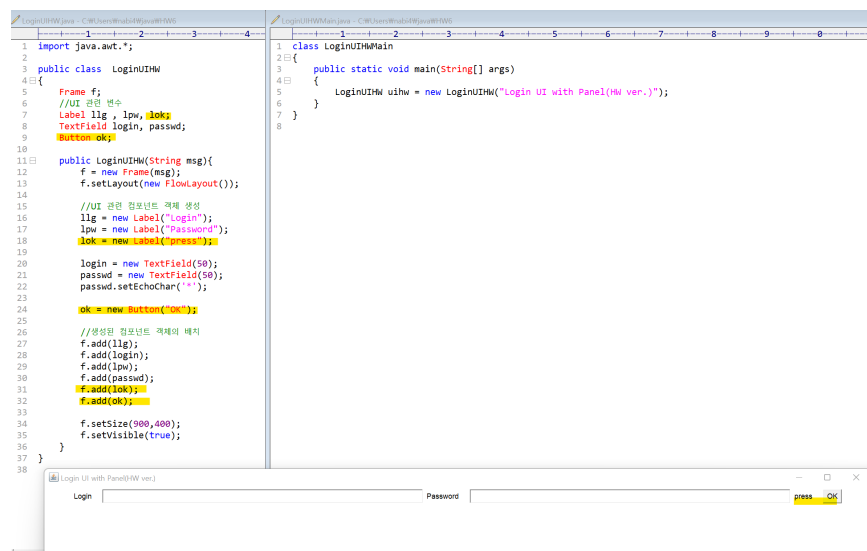 LoginUIHW.java - C:₩Users₩nabi4₩java₩HW6
1 import java.awt.*;
2
3 public class  LoginUIHW
4 {
5 Frame f;
6 //UI 관련 변수
7 Label llg , lpw, lok;
8 TextField login, passwd;
9 Button ok;
10
11 public LoginUIHW(String msg){
12 f = new Frame(msg);
13 f.setLayout(new FlowLayout());
14
15 //UI 관련 컴포넌트 객체 생성
16 llg = new Label("Login");
17 lpw = new Label("Password");
18 lok = new Label("press");
19
20 login = new TextField(50);
21 passwd = new TextField(50);
22 passwd.setEchoChar('*');
23
24 ok = new Button("OK");
25
26 //생성된 컴포넌트 객체의 배치
27 f.add(llg);
28 f.add(login);
29 f.add(lpw);
30 f.add(passwd);
31 f.add(lok);
32 f.add(ok);
33
34 f.setSize(900,400);
35 f.setVisible(true);
36 }
37 }
38
LoginUIHWMain.java - C:₩Users₩nabi4₩java₩HW6
1 class LoginUIHWMain
2 {
3 public static void main(String[] args)
4 {
5 LoginUIHW uihw = new LoginUIHW("Login UI with Panel(HW ver.)");
6 }
7 }
8
Login UI with Panel(HW ver.)
Login Password press OK